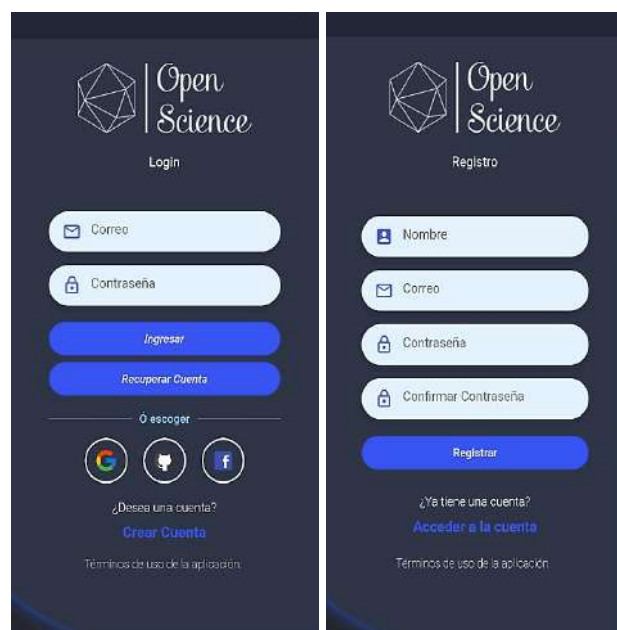 Open
Science
Login
Correo
Contraseña
Ingresar
Recuperar Cuenta
Ó escoger
¿Desea una cuenta?
Crear Cuenta
Términos de uso de la aplicación.
Open
Science
Registro
Nombre
Correo
Contraseña
Confirmar Contraseña
Registrar
¿Ya tiene una cuenta?
Acceder a la cuenta
Términos de uso de la aplicación